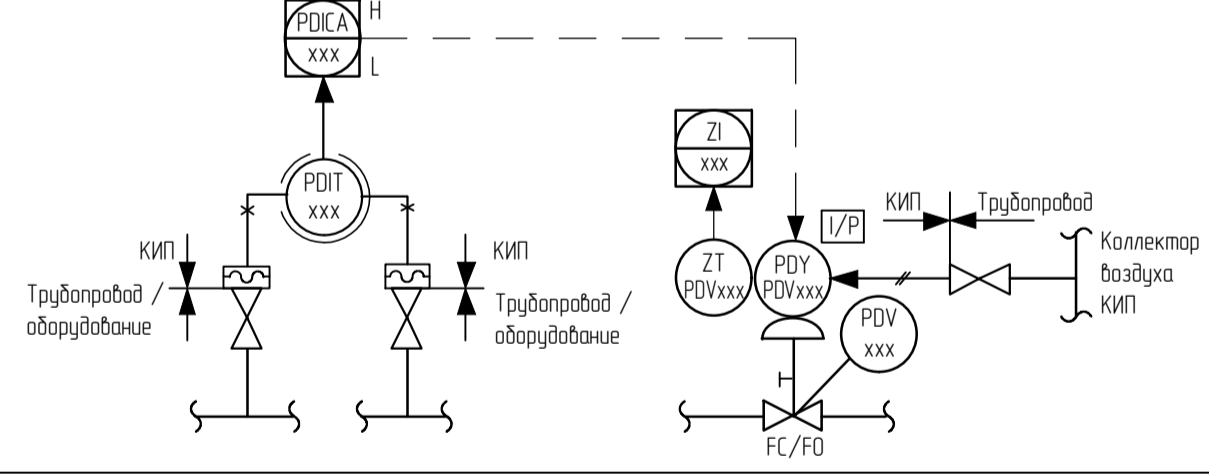 PDICA
xxx
H
L
PDIT
xxx
КИП
Трубопровод /
оборудование
КИП
Трубопровод /
оборудование
ZI
xxx
ZT
PDVxxx
PDY
PDVxxx
I/P
КИП
Трубопровод
Коллектор
воздуха
КИП
PDV
xxx
FC/FO